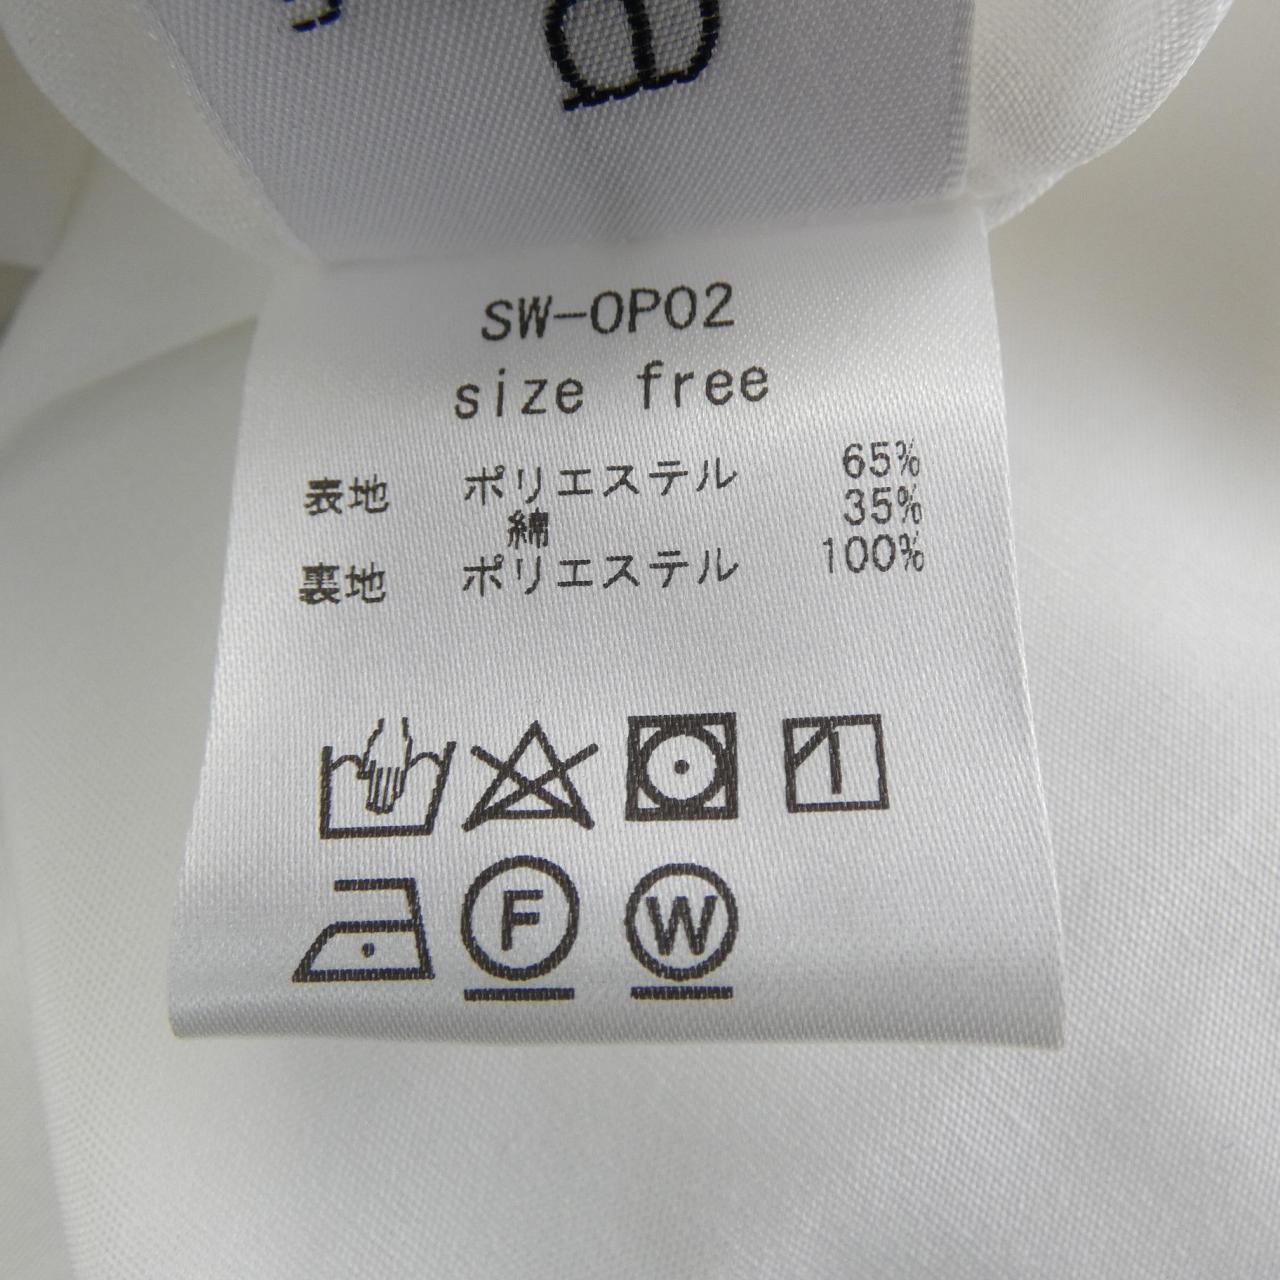 SW-OP02
size free
表地 ポリエステル 65%
綿 35%
裏地 ポリエステル 100%
F
W